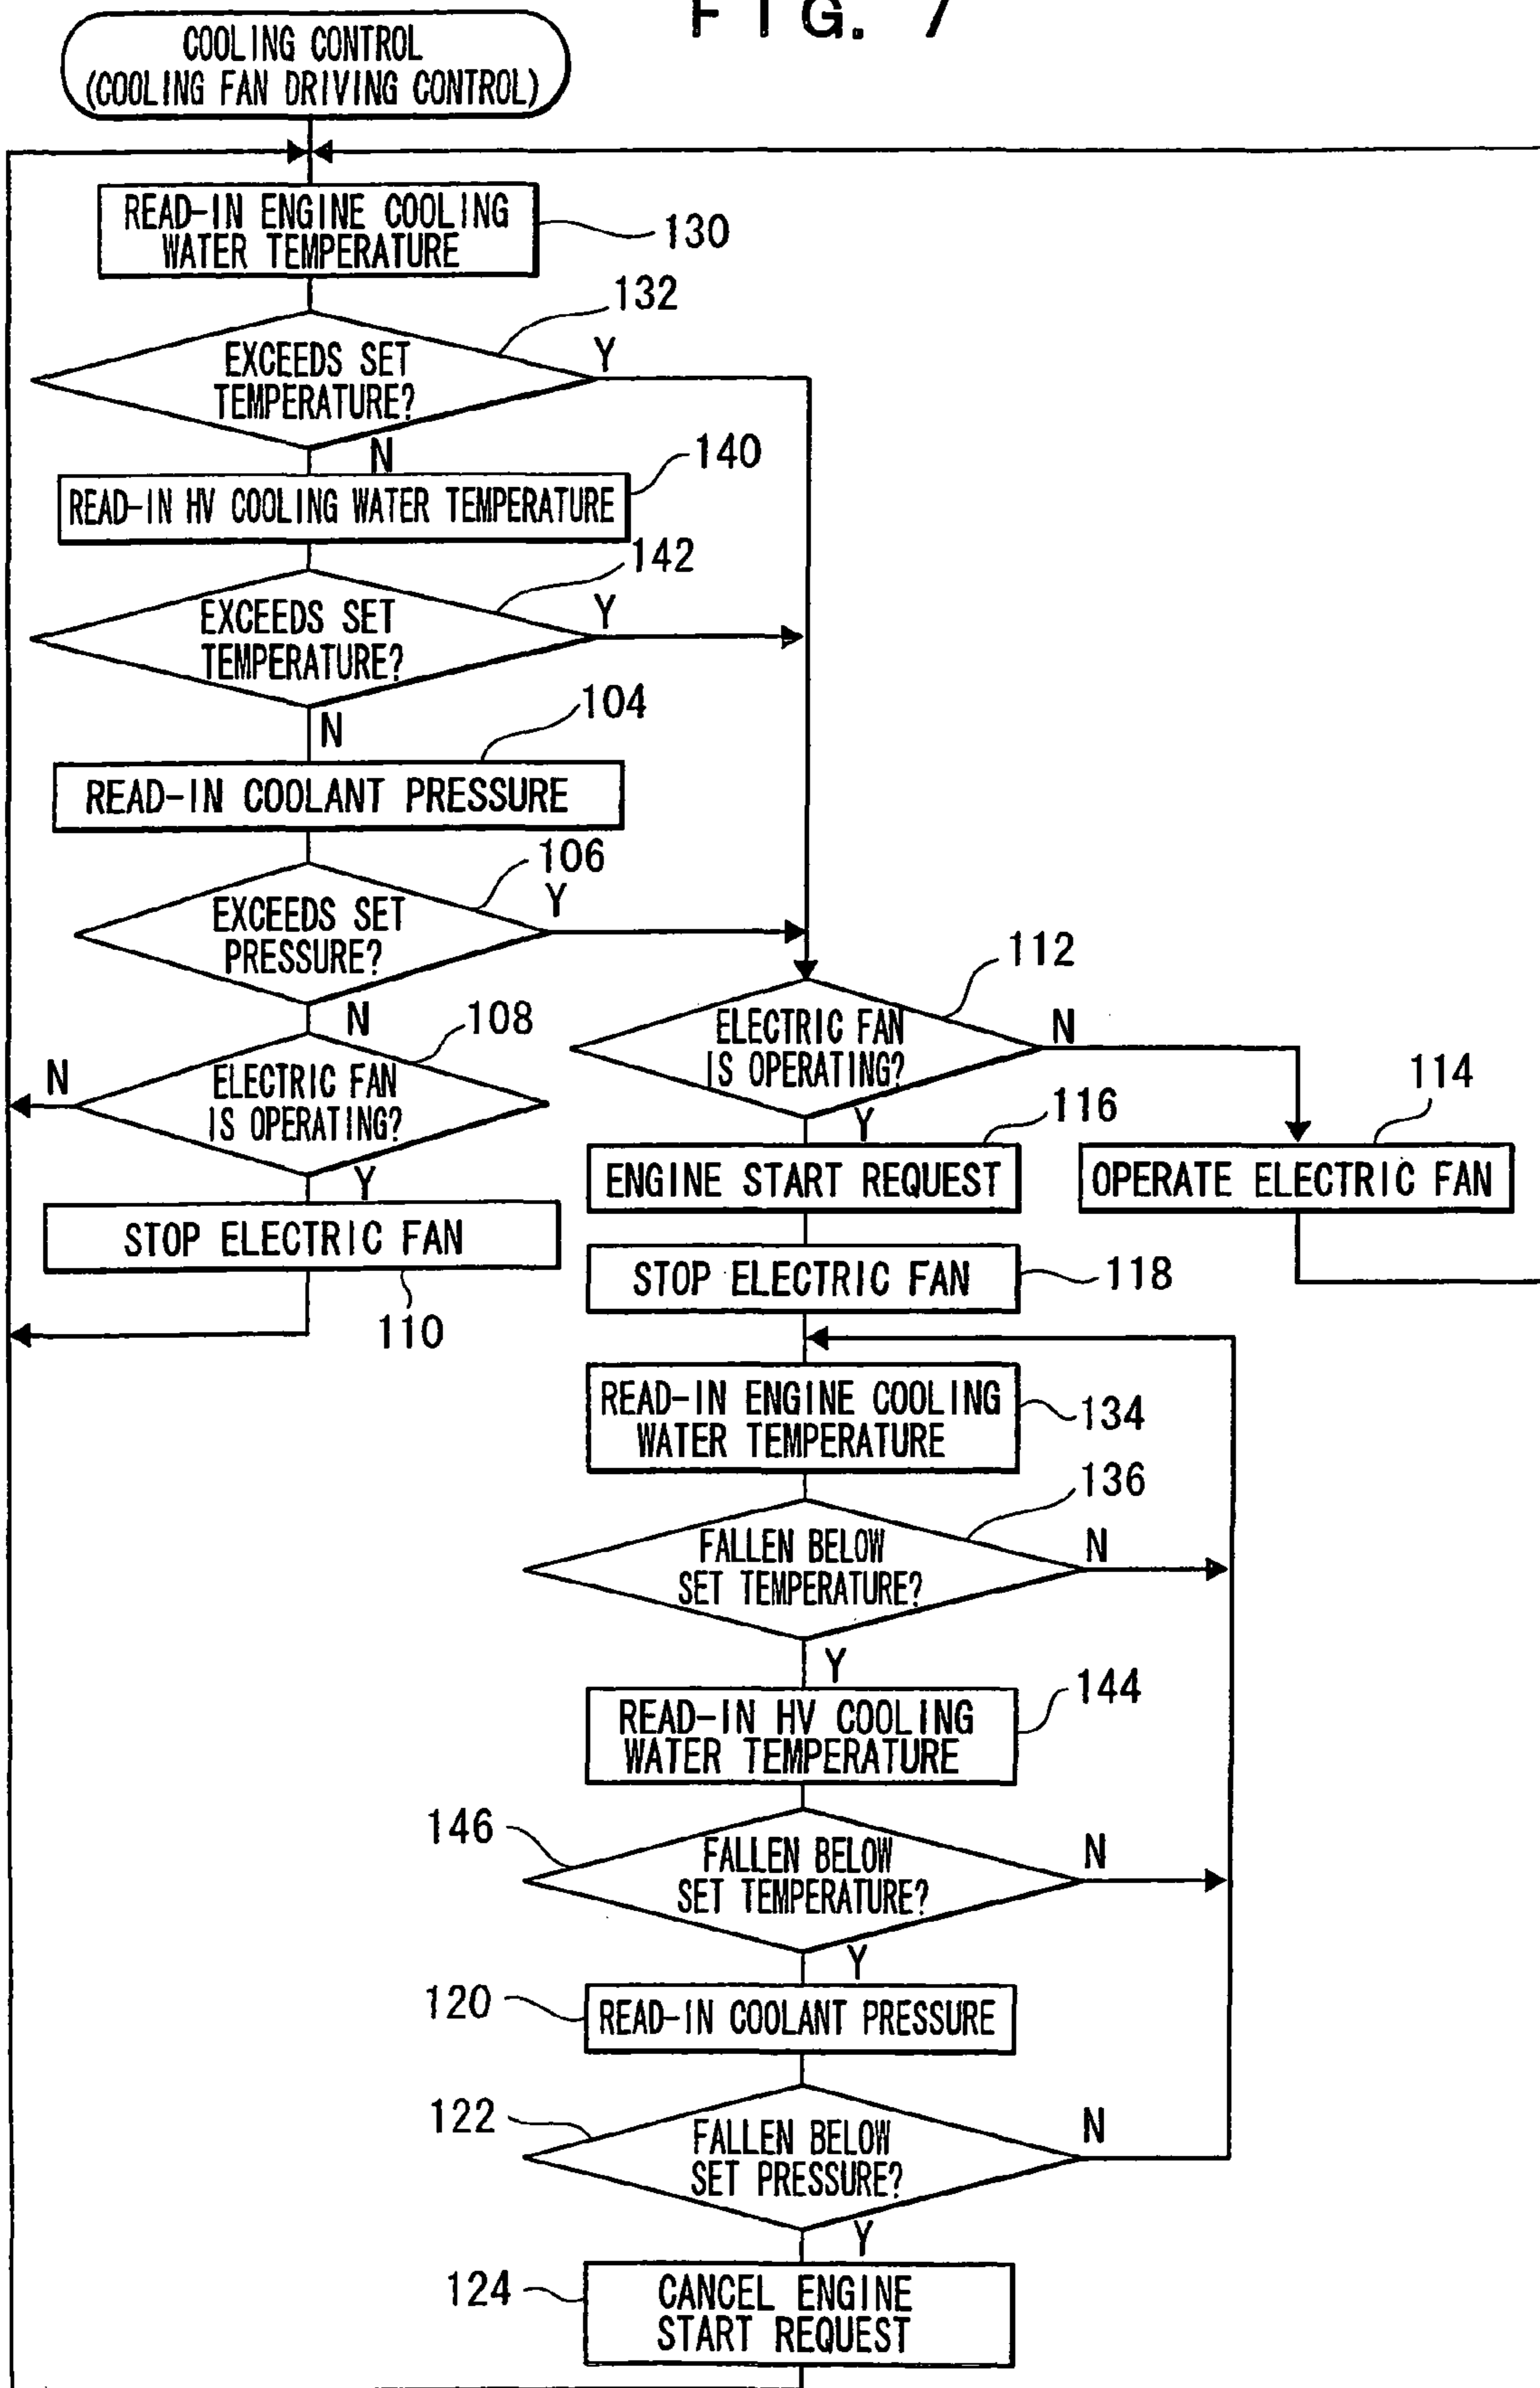 FIG. 7
COOLING CONTROL
(COOLING FAN DRIVING CONTROL)
READ-IN ENGINE COOLING
WATER TEMPERATURE
130
132
EXCEEDS SET
TEMPERATURE?
Y
N
140
READ-IN HV COOLING WATER TEMPERATURE
142
EXCEEDS SET
TEMPERATURE?
Y
N
104
READ-IN COOLANT PRESSURE
106
EXCEEDS SET
PRESSURE?
Y
N
108
ELECTRIC FAN
IS OPERATING?
N
Y
STOP ELECTRIC FAN
110
112
ELECTRIC FAN
IS OPERATING?
N
Y
114
OPERATE ELECTRIC FAN
116
ENGINE START REQUEST
STOP ELECTRIC FAN
118
READ-IN ENGINE COOLING
WATER TEMPERATURE
134
136
FALLEN BELOW
SET TEMPERATURE?
N
Y
READ-IN HV COOLING
WATER TEMPERATURE
144
146
FALLEN BELOW
SET TEMPERATURE?
N
Y
120
READ-IN COOLANT PRESSURE
122
FALLEN BELOW
SET PRESSURE?
N
Y
124
CANCEL ENGINE
START REQUEST